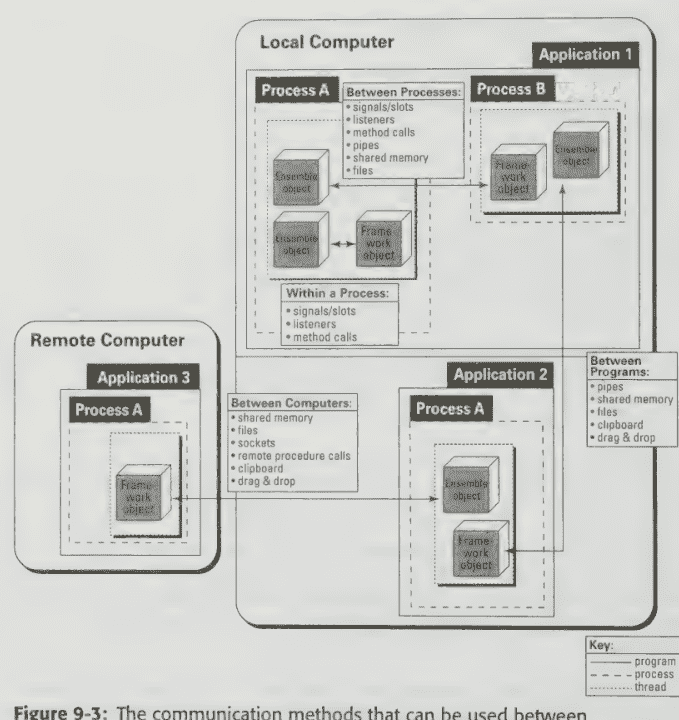 Local Computer
Application 1
Process A
Between Processes:
• signals/slots
• listeners
• method calls
• pipes
• shared memory
• files
Process B
Ensemble
object
Frame-
work
object
Ensemble
object
Ensemble
object
Frame-
work
object
Within a Process:
• signals/slots
• listeners
• method calls
Remote Computer
Application 3
Process A
Frame-
work
object
Between Computers:
• shared memory
• files
• sockets
• remote procedure calls
• clipboard
• drag & drop
Application 2
Process A
Ensemble
object
Frame-
work
object
Between
Programs:
• pipes
• shared memory
• files
• clipboard
• drag & drop
Key:
program
process
thread
Figure 9-3: The communication methods that can be used between